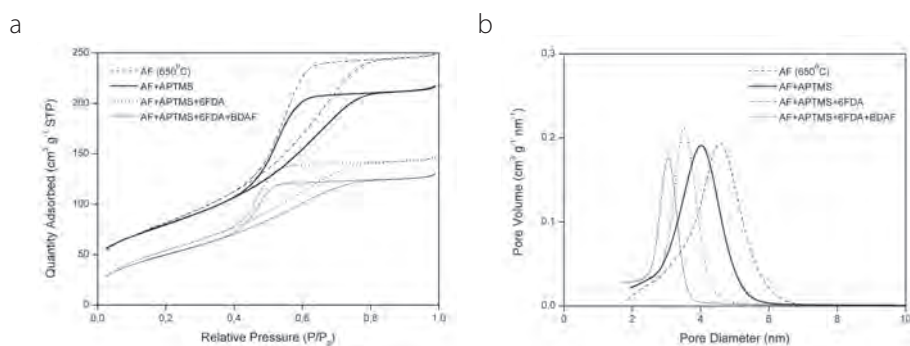 a
250
200
150
100
50
0
Quantity Adsorbed (cm³ g⁻¹ STP)
AF (650°C)
AF+APTMS
AF+APTMS+6FDA
AF+APTMS+6FDA+BDAF
0,0 0,2 0,4 0,6 0,8 1,0
Relative Pressure (P/P₀)
b
0,3
0,2
0,1
0,0
Pore Volume (cm³ g⁻¹ nm⁻¹)
AF (650°C)
AF+APTMS
AF+APTMS+6FDA
AF+APTMS+6FDA+BDAF
0 2 4 6 8 10
Pore Diameter (nm)